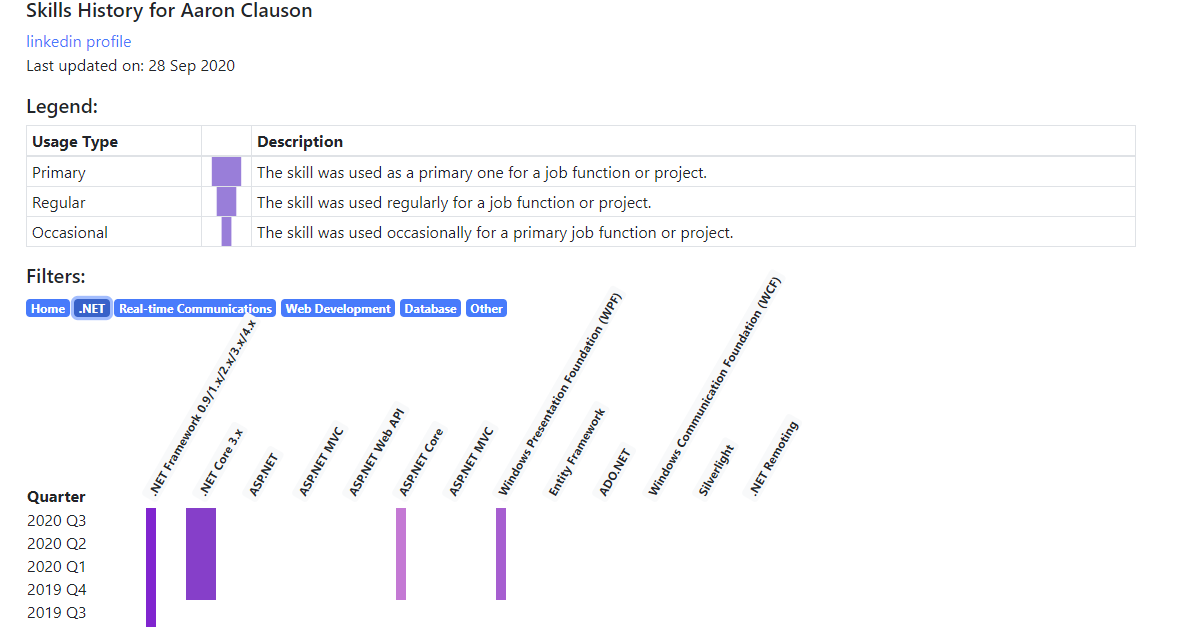 Skills History for Aaron Clauson
linkedin profile
Last updated on: 28 Sep 2020
Legend:
Usage Type Description
Primary The skill was used as a primary one for a job function or project.
Regular The skill was used regularly for a job function or project.
Occasional The skill was used occasionally for a primary job function or project.
Filters:
Home .NET Real-time Communications Web Development Database Other
.NET Framework 0.9/1.x/2.x/3.x/4.x
.NET Core 3.x
ASP.NET
ASP.NET MVC
ASP.NET Web API
ASP.NET Core
ASP.NET MVC
Windows Presentation Foundation (WPF)
Entity Framework
ADO.NET
Windows Communication Foundation (WCF)
Silverlight
.NET Remoting
Quarter
2020 Q3
2020 Q2
2020 Q1
2019 Q4
2019 Q3